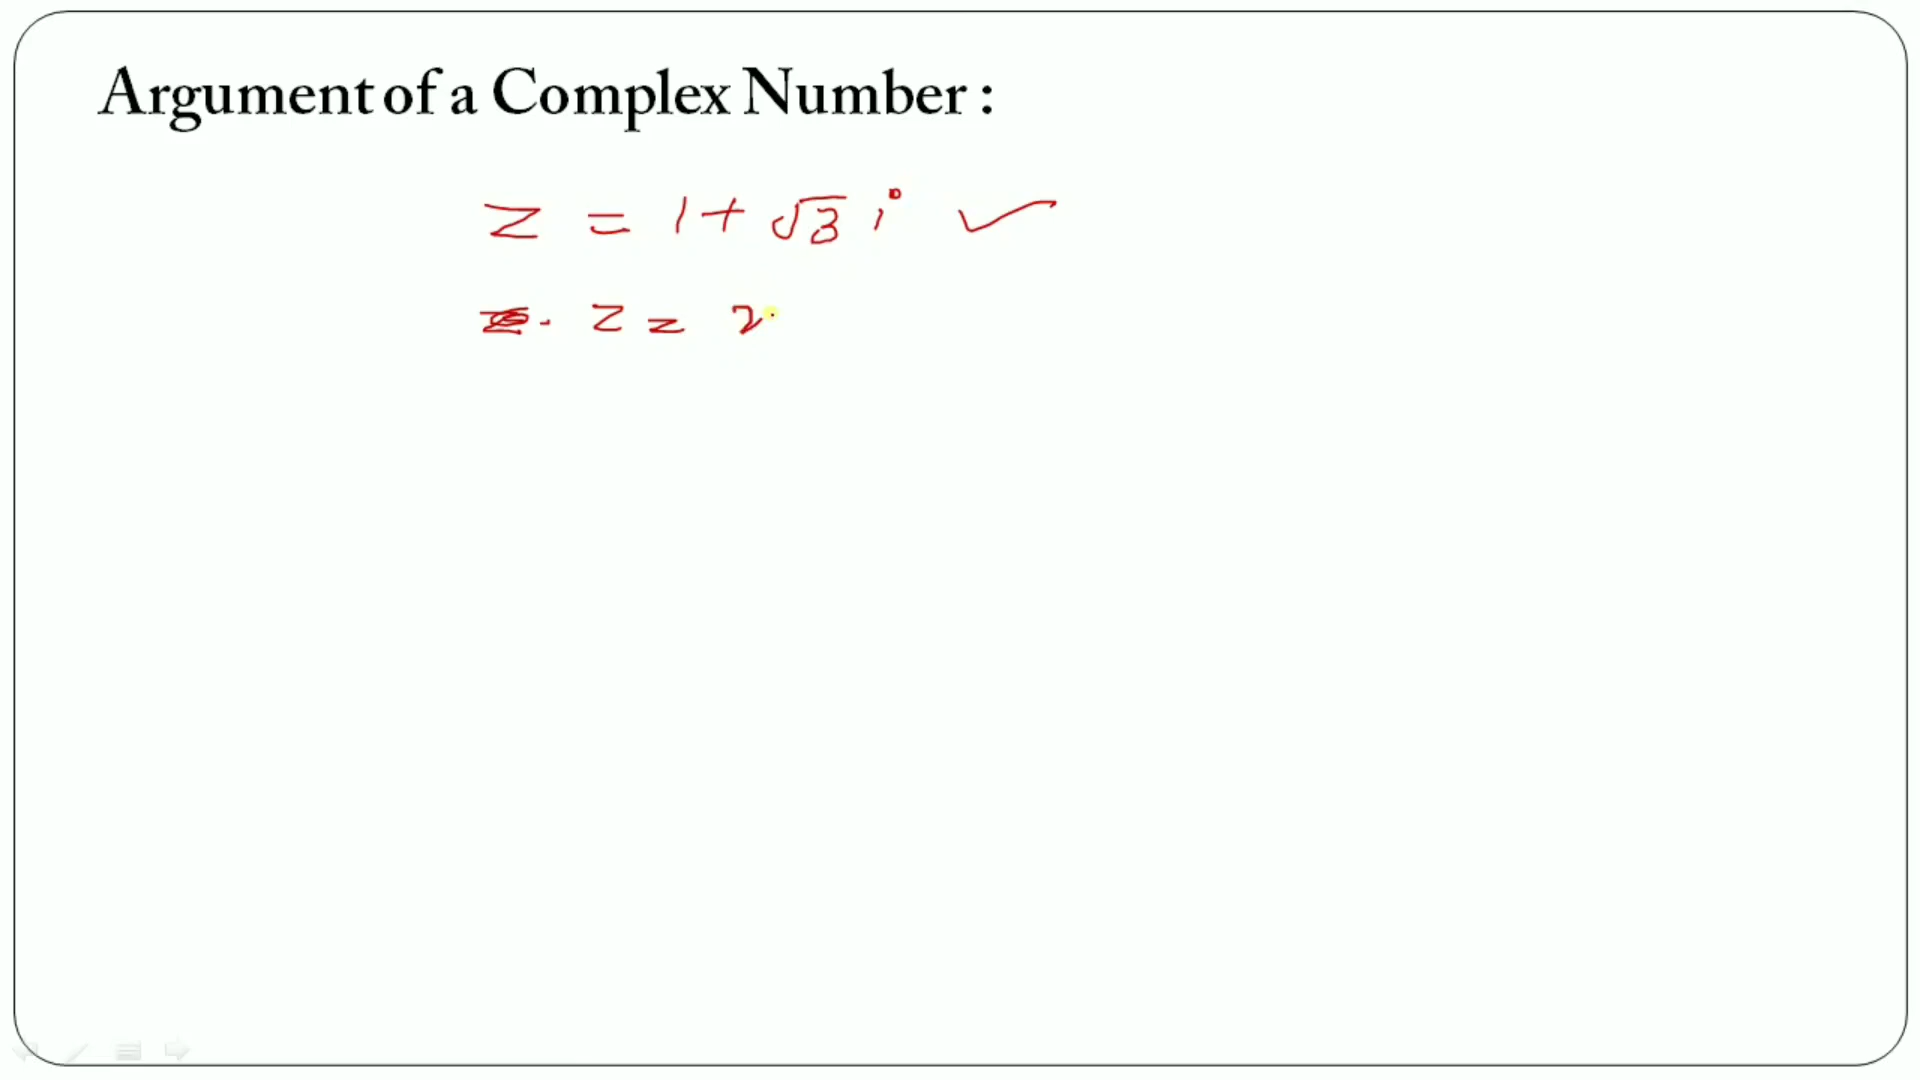 Argument of a Complex Number :
z = 1 + √3 i ✓
z = 2